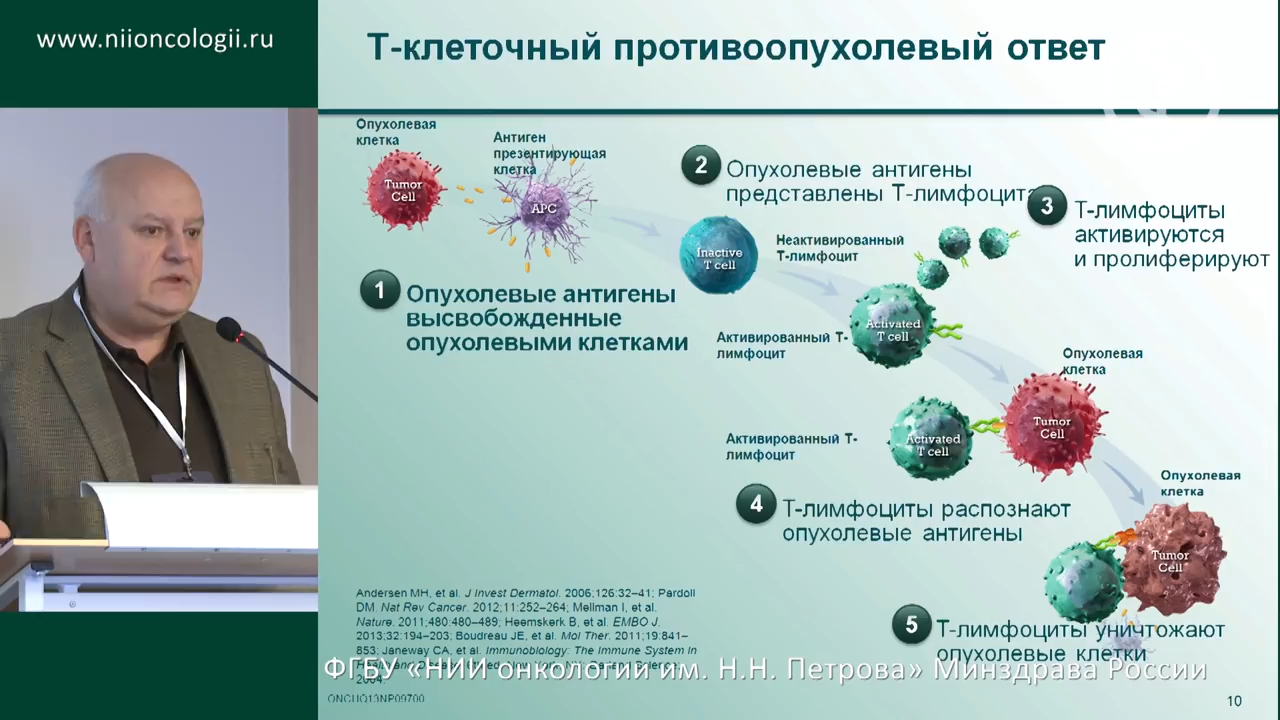 www.niioncologii.ru
Т-клеточный противоопухолевый ответ
Опухолевая
клетка
Tumor
Cell
Антиген
презентирующая
клетка
APC
1
Опухолевые антигены
высвобожденные
опухолевыми клетками
2
Опухолевые антигены
представлены Т-лимфоцита
Inactive
T cell
Неактивированный
Т-лимфоцит
3
Т-лимфоциты
активируются
и пролиферируют
Activated
T cell
Активированный Т-
лимфоцит
Опухолевая
клетка
Tumor
Cell
Activated
T cell
Активированный Т-
лимфоцит
4
Т-лимфоциты распознают
опухолевые антигены
Опухолевая
клетка
Tumor
Cell
5
Т-лимфоциты уничтожают
опухолевые клетки
Andersen MH, et al. J Invest Dermatol. 2006;126:32–41; Pardoll
DM. Nat Rev Cancer. 2012;11:252–264; Mellman I, et al.
Nature. 2011;480:480–489; Heemskerk B, et al. EMBO J.
2013;32:194–203; Boudreau JE, et al. Mol Ther. 2011;19:841–
853; Janeway CA, et al. Immunobiology: The Immune System in
2004.
ФГБУ «НИИ онкологии им. Н.Н. Петрова» Минздрава России
ONCHQ13NP09700
10